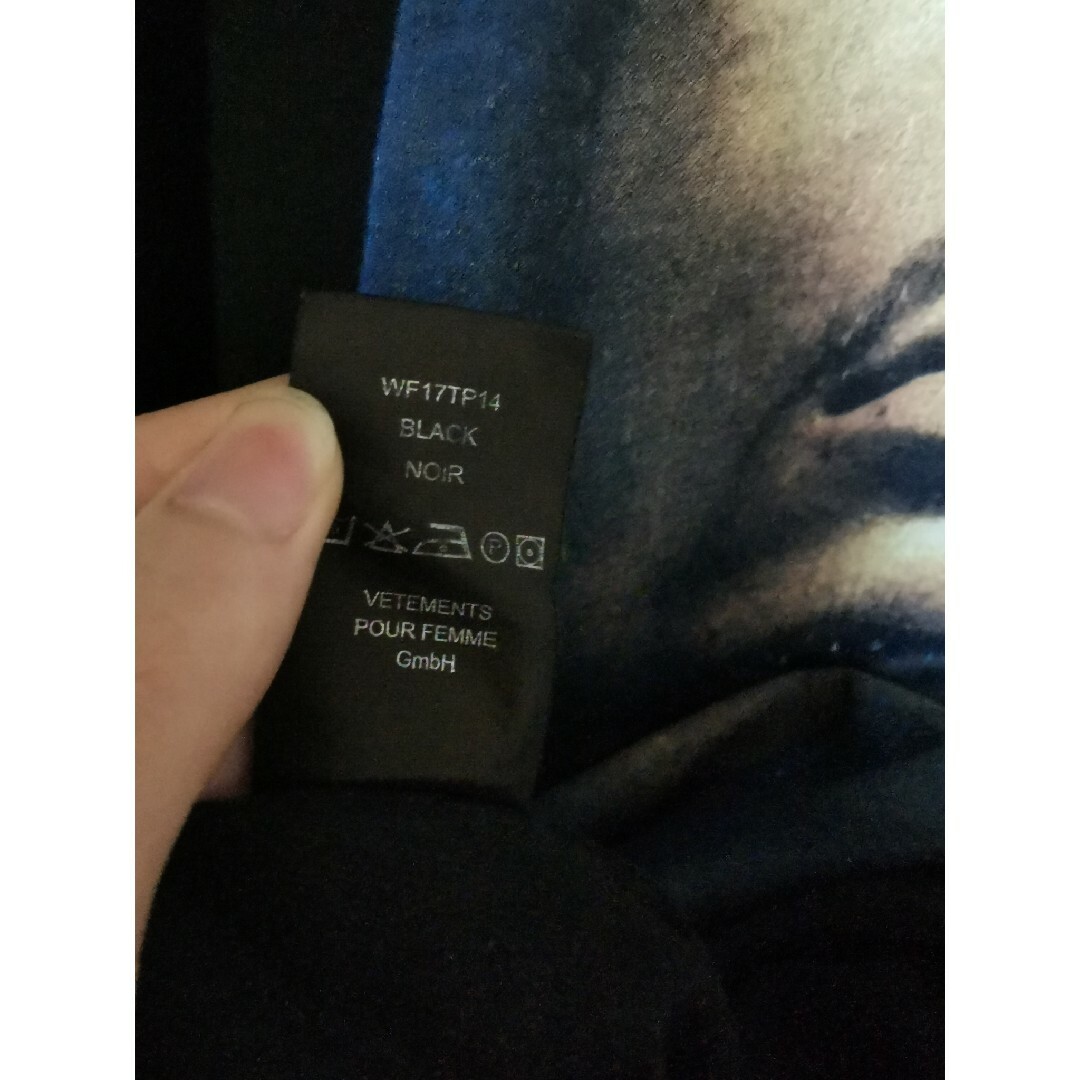 WF17TP14
BLACK
NOIR
P
VETEMENTS
POUR FEMME
GmbH